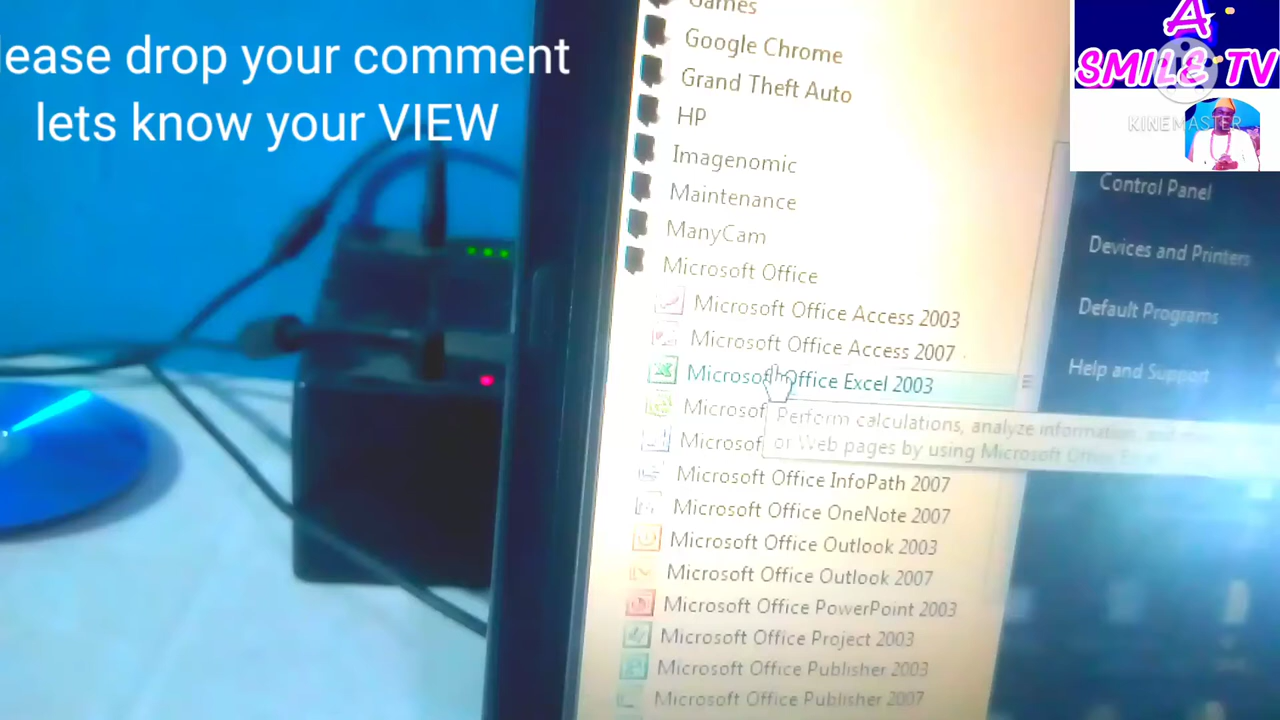 lease drop your comment
lets know your VIEW
A
SMILE TV
KINEMASTER
Games
Google Chrome
Grand Theft Auto
HP
Imagenomic
Maintenance
ManyCam
Microsoft Office
Microsoft Office Access 2003
Microsoft Office Access 2007
Microsoft Office Excel 2003
Microsof
Microsof
Microsoft Office InfoPath 2007
Microsoft Office OneNote 2007
Microsoft Office Outlook 2003
Microsoft Office Outlook 2007
Microsoft Office PowerPoint 2003
Microsoft Office Project 2003
Microsoft Office Publisher 2003
Microsoft Office Publisher 2007
Perform calculations, analyze information, and
or Web pages by using Microsoft Office
Control Panel
Devices and Printers
Default Programs
Help and Support